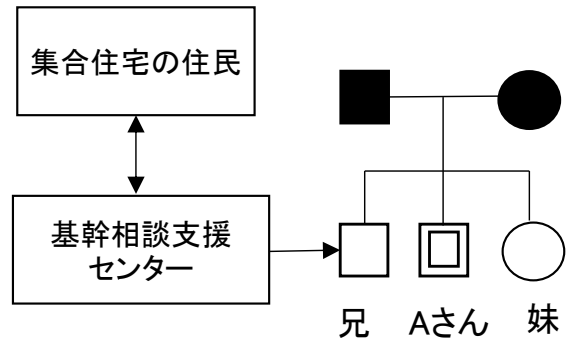 集合住宅の住民
基幹相談支援
センター
兄
Aさん
妹